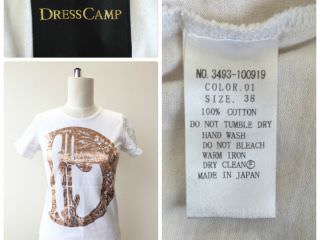 DRESSCAMP
NO. 3493-100919
COLOR. 01
SIZE. 38
100% COTTON
DO NOT TUMBLE DRY
HAND WASH
DO NOT BLEACH
WARM IRON
DRY CLEANⒻ
MADE IN JAPAN